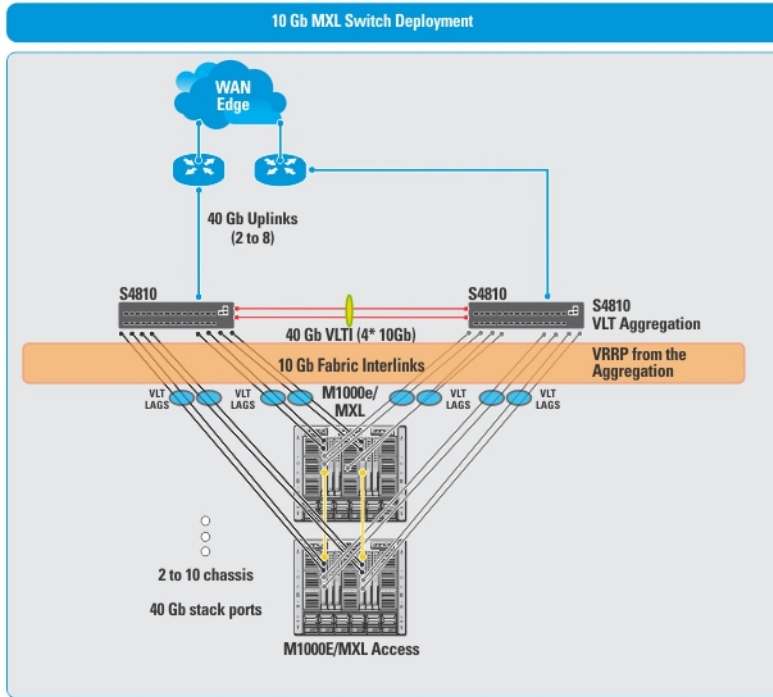 10 Gb MXL Switch Deployment
WAN
Edge
40 Gb Uplinks
(2 to 8)
S4810
S4810
S4810
VLT Aggregation
40 Gb VLTI (4* 10Gb)
10 Gb Fabric Interlinks
VRRP from the
Aggregation
VLT
LAGS
VLT
LAGS
M1000e/
MXL
VLT
LAGS
VLT
LAGS
2 to 10 chassis
40 Gb stack ports
M1000E/MXL Access